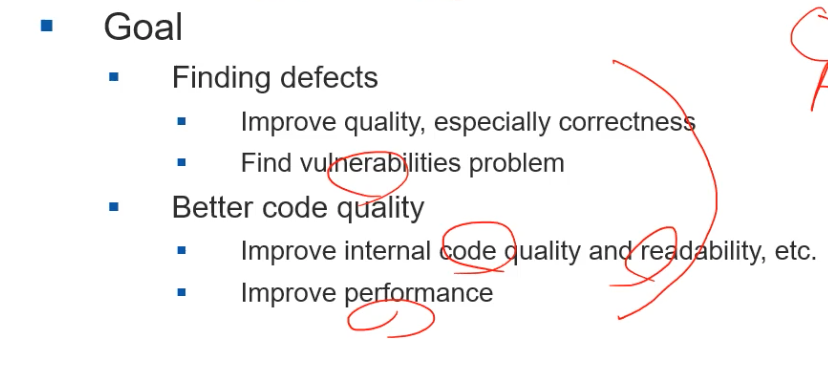 Goal
Finding defects
Improve quality, especially correctness
Find vulnerabilities problem
Better code quality
Improve internal code quality and readability, etc.
Improve performance